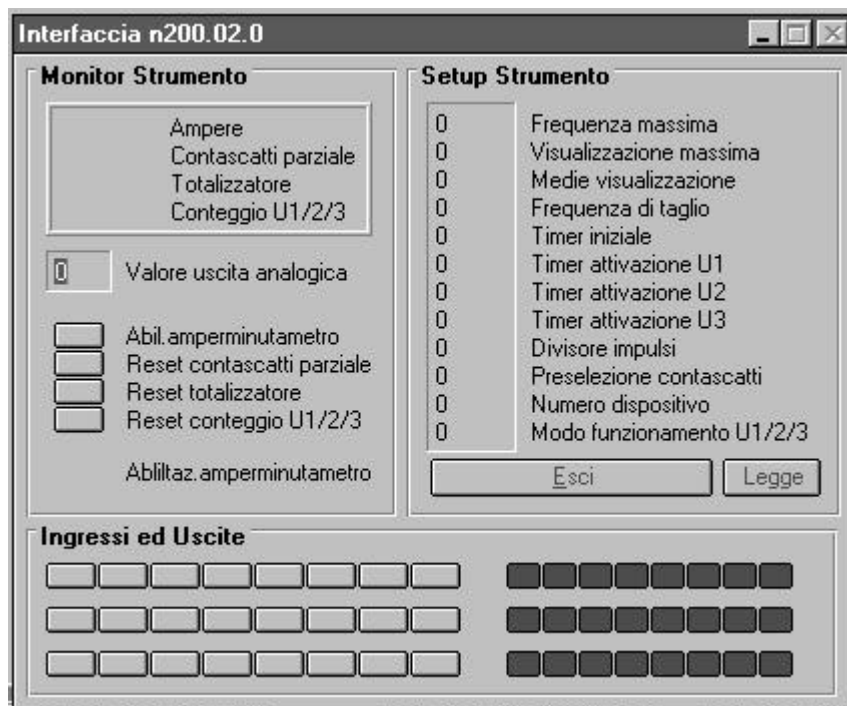 Interfaccia n200.02.0
Monitor Strumento
Ampere
Contascatti parziale
Totalizzatore
Conteggio U1/2/3
0 Valore uscita analogica
Abil.amperminutametro
Reset contascatti parziale
Reset totalizzatore
Reset conteggio U1/2/3
Abliltaz.amperminutametro
Setup Strumento
0 Frequenza massima
0 Visualizzazione massima
0 Medie visualizzazione
0 Frequenza di taglio
0 Timer iniziale
0 Timer attivazione U1
0 Timer attivazione U2
0 Timer attivazione U3
0 Divisore impulsi
0 Preselezione contascatti
0 Numero dispositivo
0 Modo funzionamento U1/2/3
Esci Legge
Ingressi ed Uscite